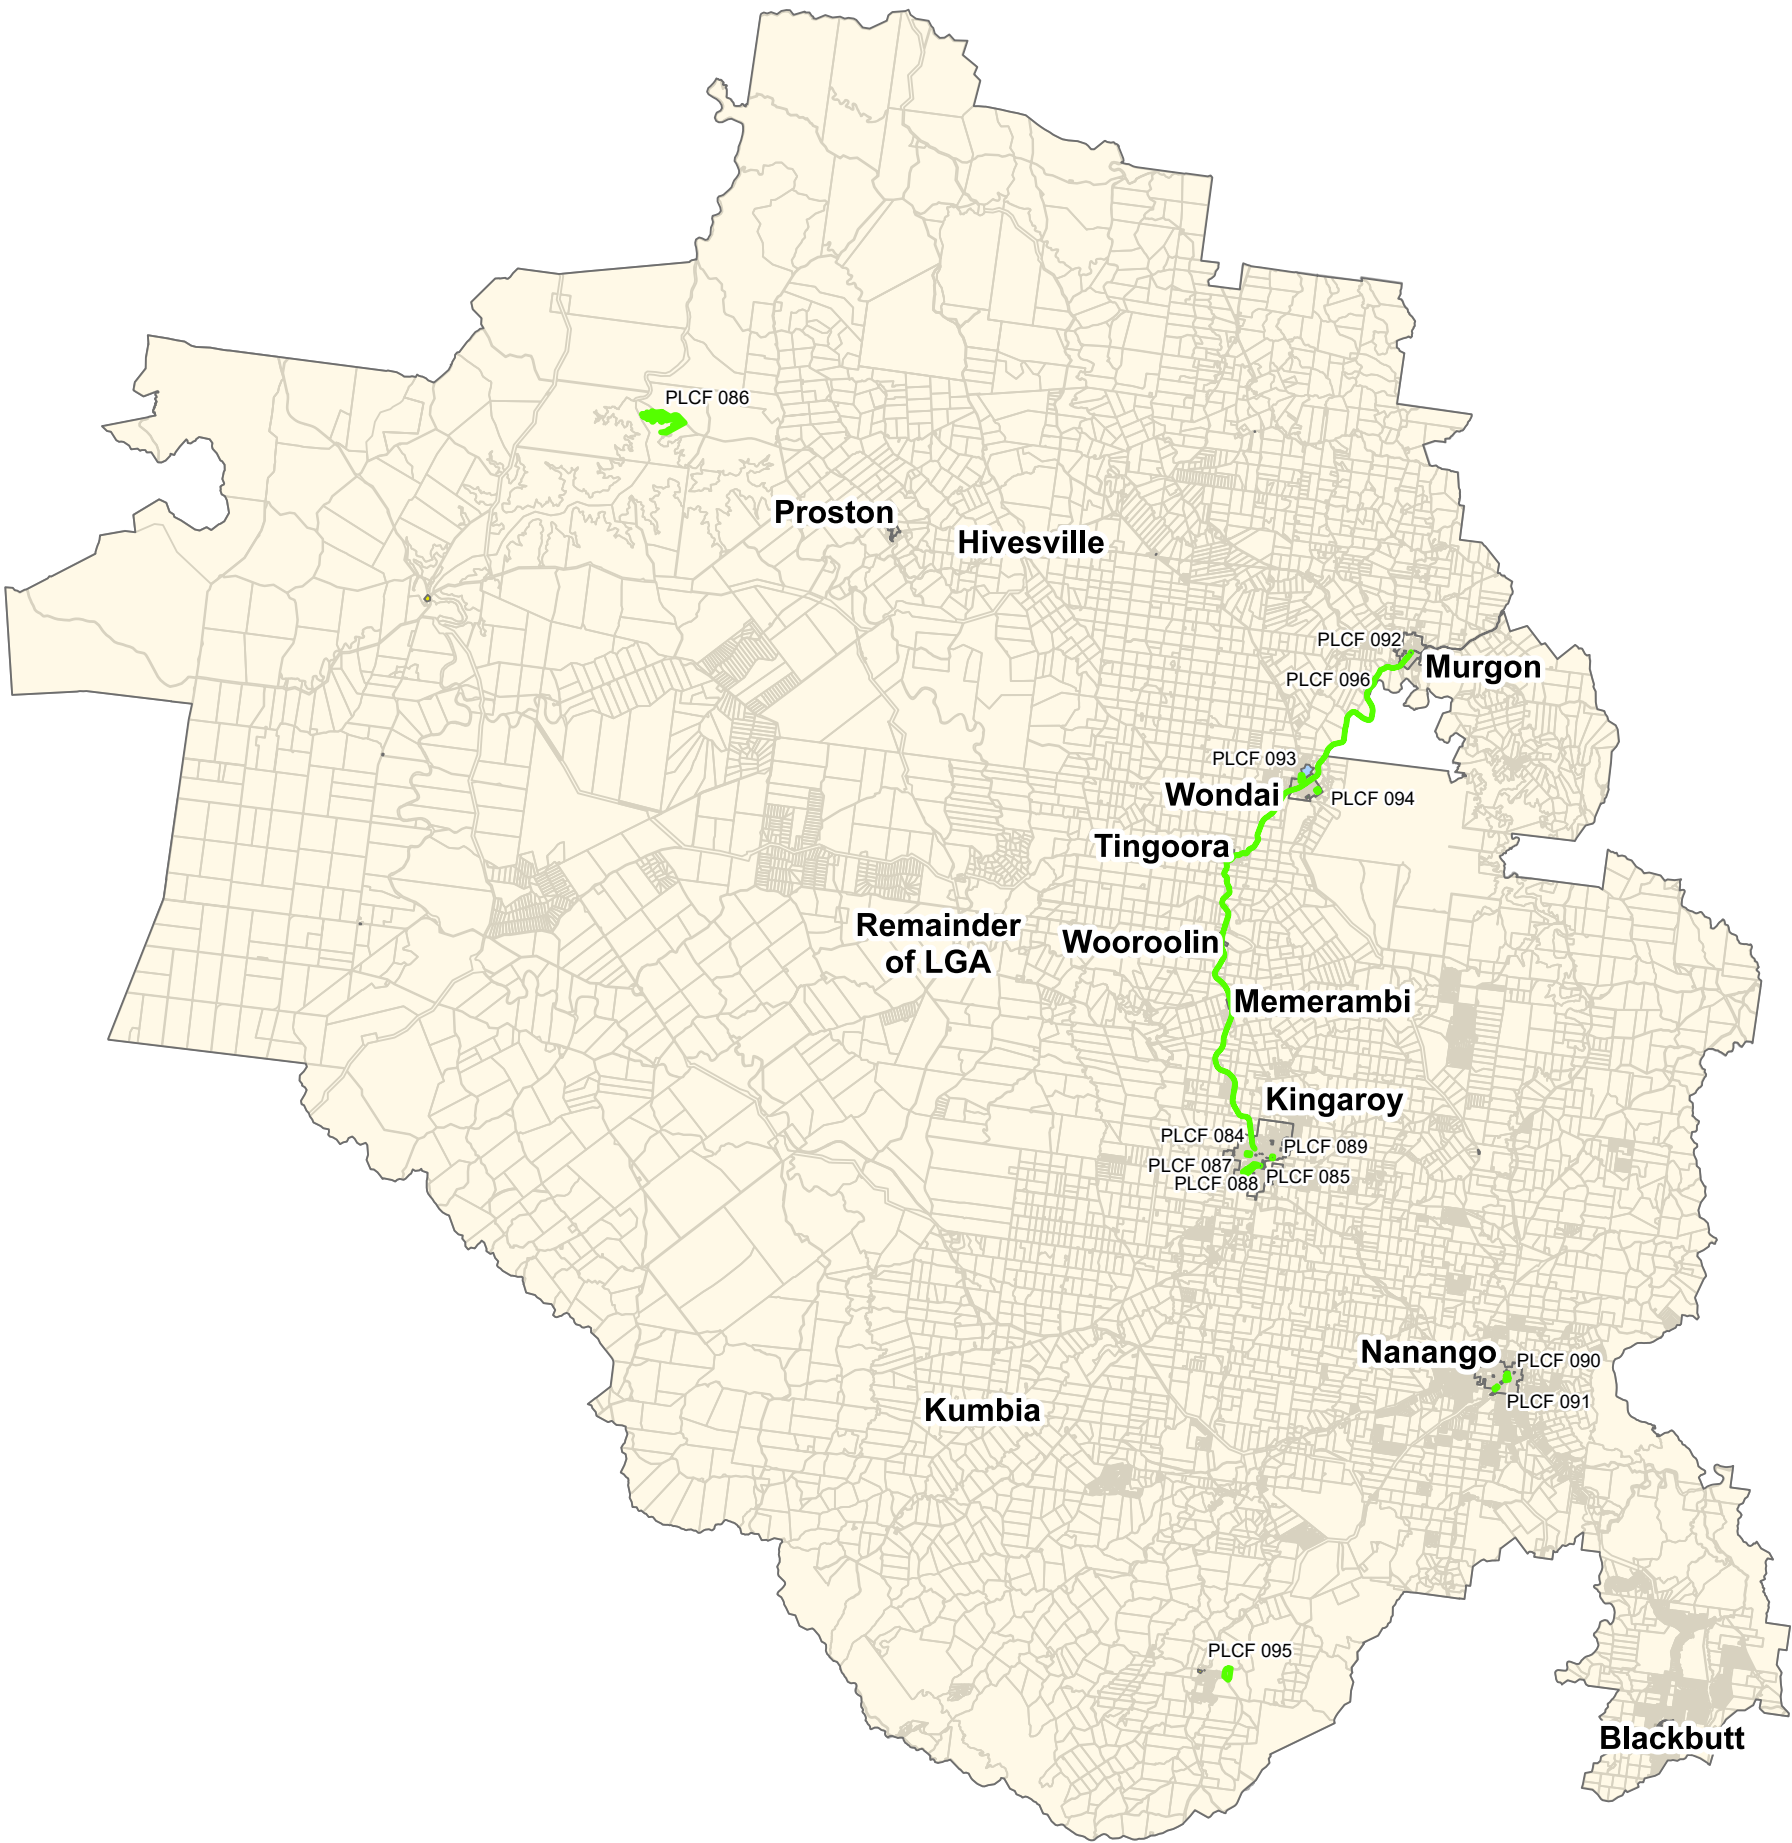 PLCF 086
Proston
Hivesville
PLCF 092
Murgon
PLCF 096
PLCF 093
Wondai
PLCF 094
Tingoora
Remainder
of LGA
Wooroolin
Memerambi
Kingaroy
PLCF 084
PLCF 089
PLCF 087
PLCF 085
PLCF 088
Nanango
PLCF 090
PLCF 091
Kumbia
PLCF 095
Blackbutt